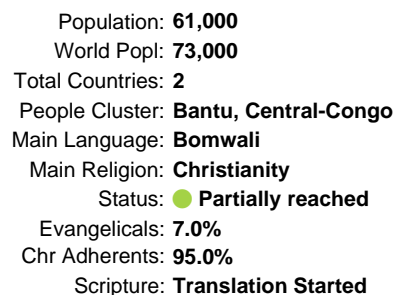 Population: 61,000
World Popl: 73,000
Total Countries: 2
People Cluster: Bantu, Central-Congo
Main Language: Bomwali
Main Religion: Christianity
Status: Partially reached
Evangelicals: 7.0%
Chr Adherents: 95.0%
Scripture: Translation Started